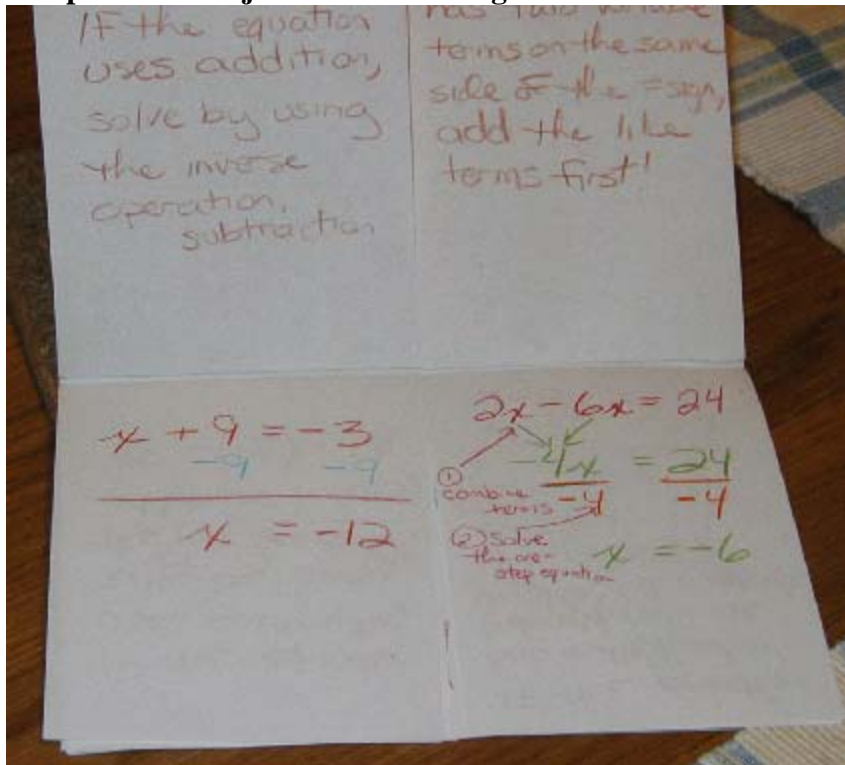 If the equation
uses addition,
solve by using
the inverse
operation,
subtraction
has two
terms on the same
side of the = sign,
add the like
terms first!
x + 9 = -3
-9 -9
x = -12
2x - 6x = 24
-4x = 24
-4 -4
① combine
terms
② solve
the one-
step equation
x = -6